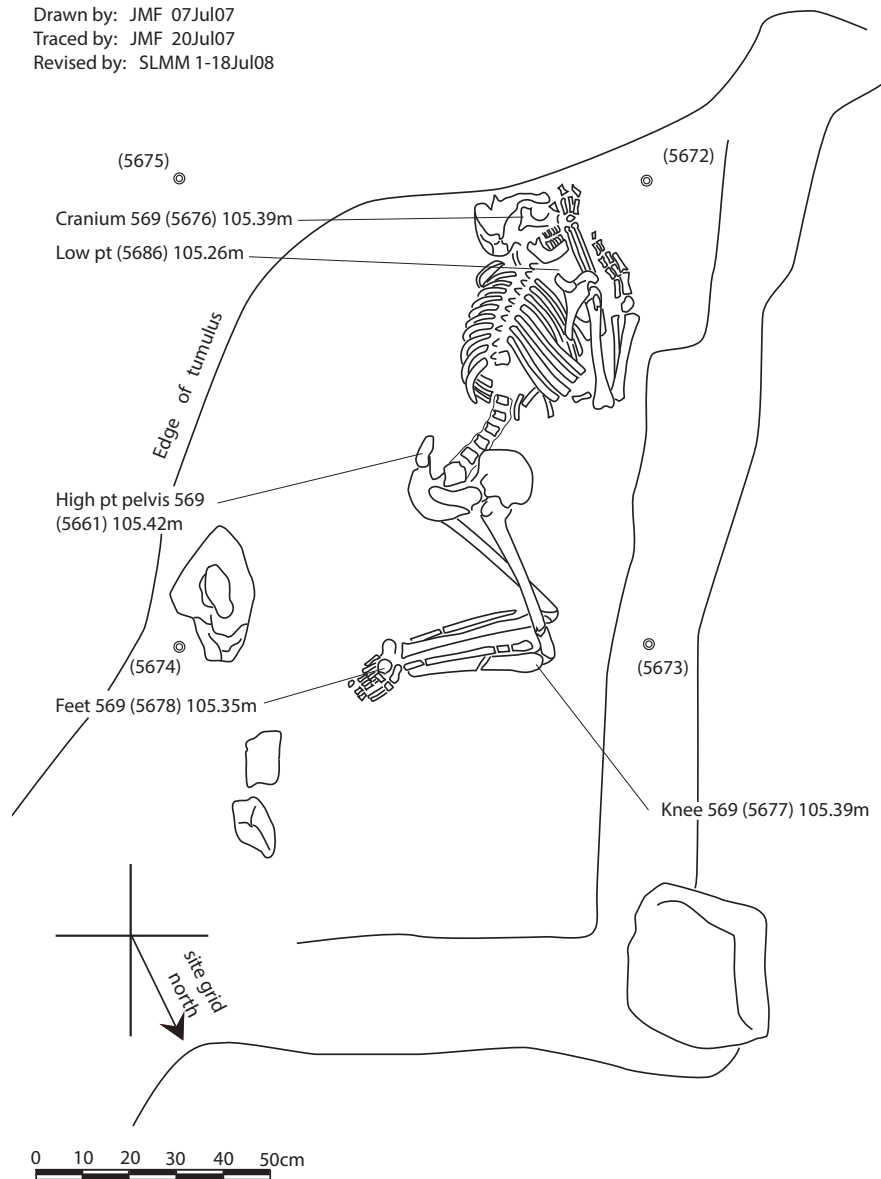 Drawn by: JMF 07Jul07
Traced by: JMF 20Jul07
Revised by: SLMM 1-18Jul08
(5675)
(5672)
Cranium 569 (5676) 105.39m
Low pt (5686) 105.26m
Edge of tumulus
High pt pelvis 569
(5661) 105.42m
(5674)
(5673)
Feet 569 (5678) 105.35m
Knee 569 (5677) 105.39m
site grid
north
0 10 20 30 40 50cm